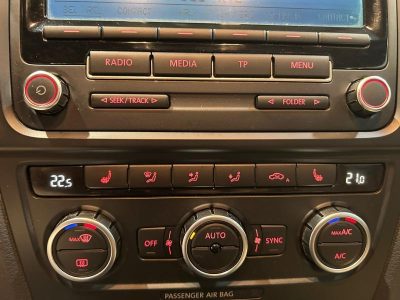 RADIO MEDIA TP MENU
SEEK/TRACK FOLDER
22.5 A 21.0
MAX OFF AUTO SYNC MAX A/C
A/C
PASSENGER AIR BAG